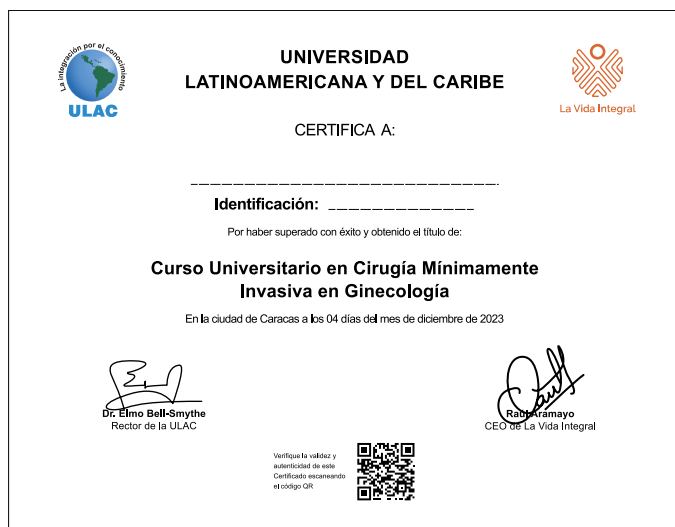 La integración por el conocimiento
ULAC
UNIVERSIDAD
LATINOAMERICANA Y DEL CARIBE
La Vida Integral
CERTIFICA A:
Identificación: _____________
Por haber superado con éxito y obtenido el título de:
Curso Universitario en Cirugía Mínimamente
Invasiva en Ginecología
En la ciudad de Caracas a los 04 días del mes de diciembre de 2023
Dr. Elmo Bell-Smythe
Rector de la ULAC
Raúl Aramayo
CEO de La Vida Integral
Verifique la validez y
autenticidad de este
Certificado escaneando
el código QR